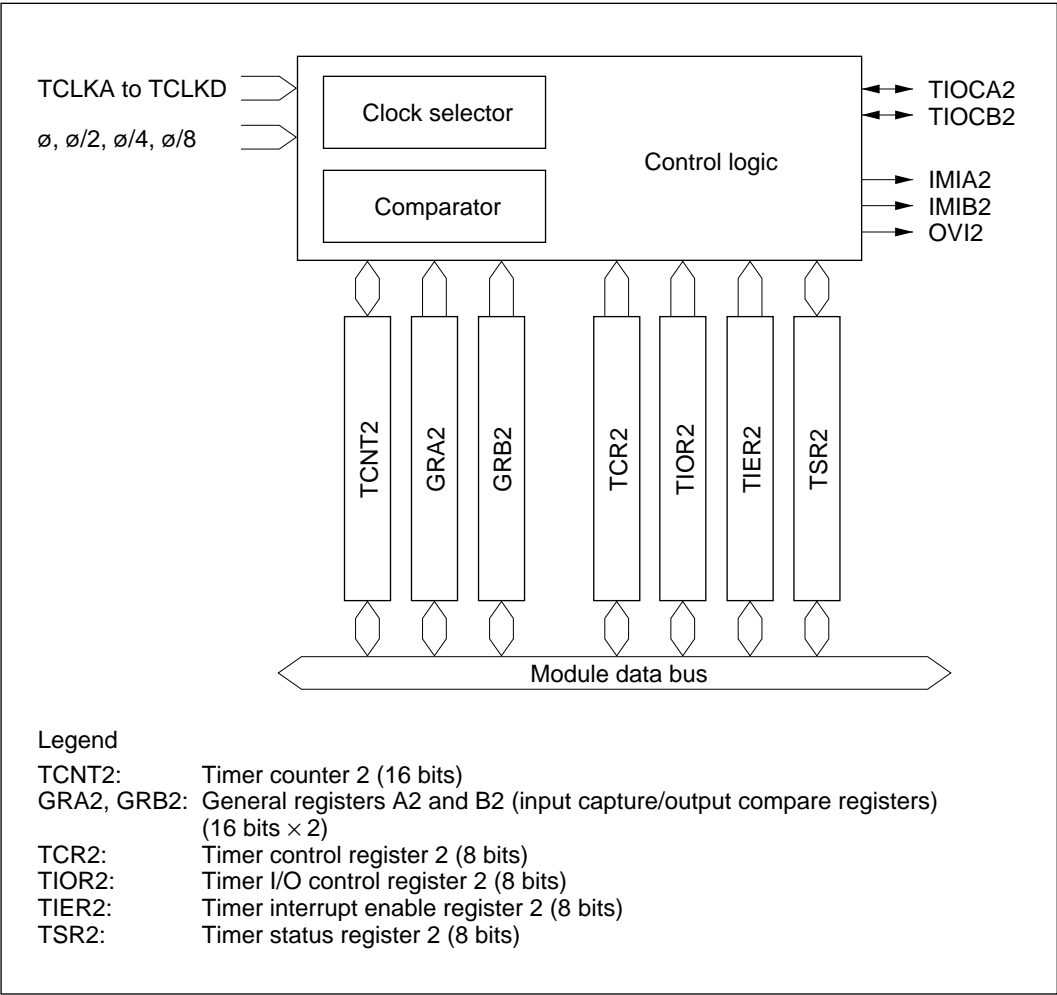 TCLKA to TCLKD
ø, ø/2, ø/4, ø/8
Clock selector
Comparator
Control logic
TIOCA2
TIOCB2
IMIA2
IMIB2
OVI2
TCNT2
GRA2
GRB2
TCR2
TIOR2
TIER2
TSR2
Module data bus
Legend
TCNT2: Timer counter 2 (16 bits)
GRA2, GRB2: General registers A2 and B2 (input capture/output compare registers)
(16 bits × 2)
TCR2: Timer control register 2 (8 bits)
TIOR2: Timer I/O control register 2 (8 bits)
TIER2: Timer interrupt enable register 2 (8 bits)
TSR2: Timer status register 2 (8 bits)